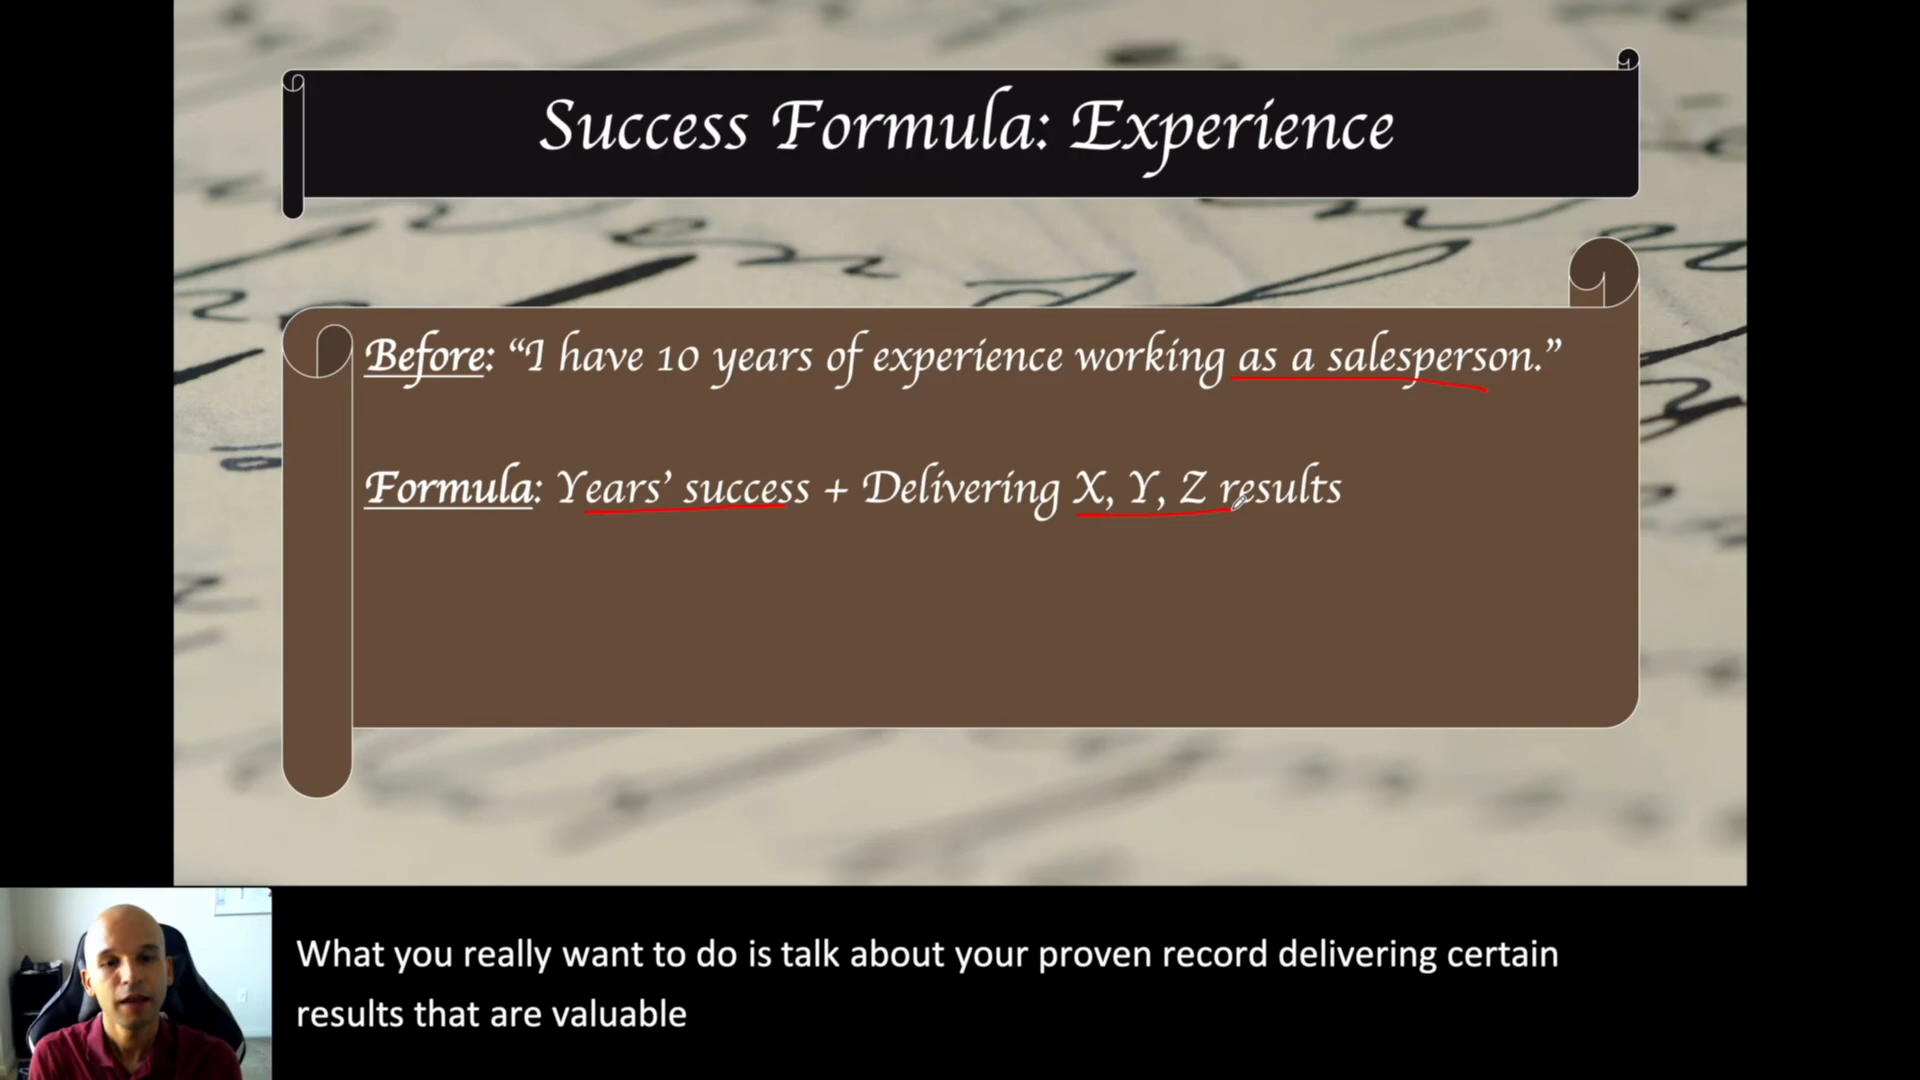 Success Formula: Experience
Before: “I have 10 years of experience working as a salesperson.”
Formula: Years’ success + Delivering X, Y, Z results
What you really want to do is talk about your proven record delivering certain
results that are valuable